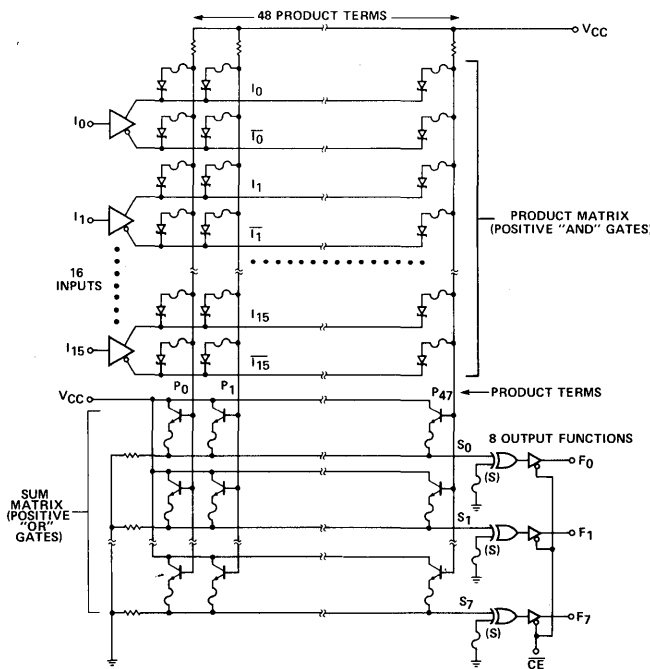 48 PRODUCT TERMS
VCC
I0
I0
I0
I1
I1
I1
PRODUCT MATRIX
(POSITIVE "AND" GATES)
16
INPUTS
I15
I15
I15
P0
P1
P47
PRODUCT TERMS
VCC
S0
8 OUTPUT FUNCTIONS
(S)
F0
SUM
MATRIX
(POSITIVE
"OR"
GATES)
S1
(S)
F1
S7
(S)
F7
CE